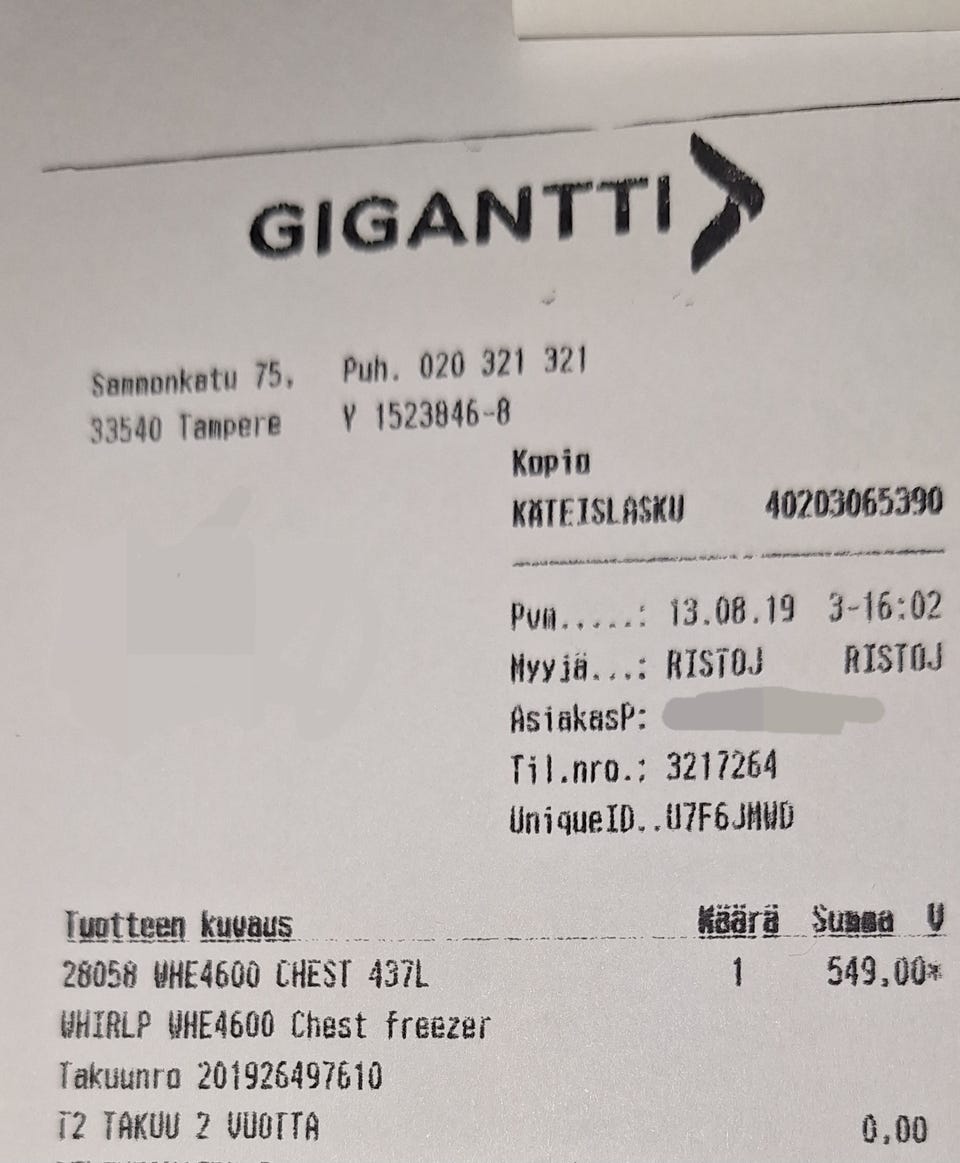 GIGANTTI
Sammonkatu 75, Puh. 020 321 321
33540 Tampere Y 1523846-8
Kopio
KÄTEISLASKU 40203065390
Pvm.....: 13.08.19 3-16:02
Myyjä...: RISTOJ RISTOJ
AsiakasP:
Til.nro.: 3217264
UniqueID..U7F6JMWD
Tuotteen kuvaus Määrä Summa V
28058 WHE4600 CHEST 437L 1 549,00*
WHIRLP WHE4600 Chest freezer
Takuunro 201926497610
T2 TAKUU 2 VUOTTA 0,00